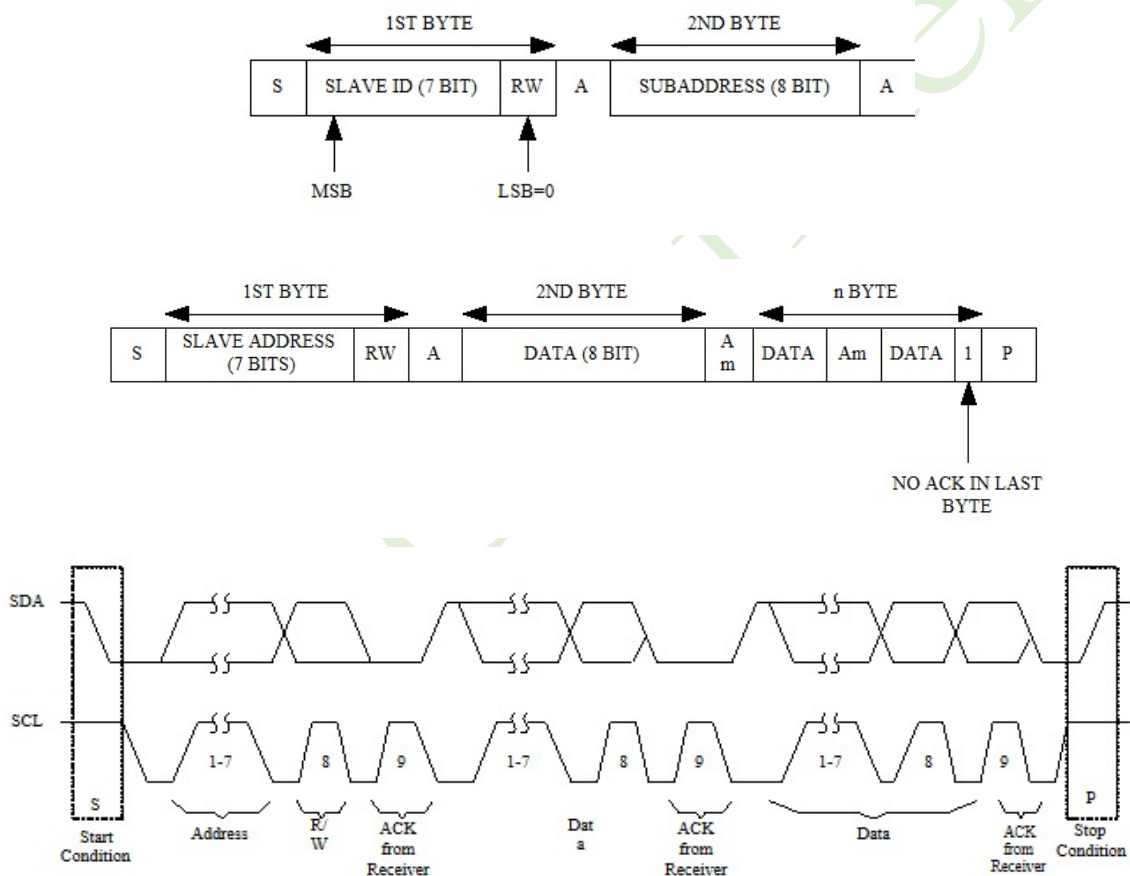 1ST BYTE 2ND BYTE
S SLAVE ID (7 BIT) RW A SUBADDRESS (8 BIT) A
MSB LSB=0
1ST BYTE 2ND BYTE n BYTE
S SLAVE ADDRESS (7 BITS) RW A DATA (8 BIT) A m DATA Am DATA 1 P
NO ACK IN LAST
BYTE
SDA
SCL
1-7 8 9 1-7 8 9 1-7 8 9
S P
Start
Condition
Address
R/
W
ACK
from
Receiver
Dat
a
ACK
from
Receiver
Data
ACK
from
Receiver
Stop
Condition